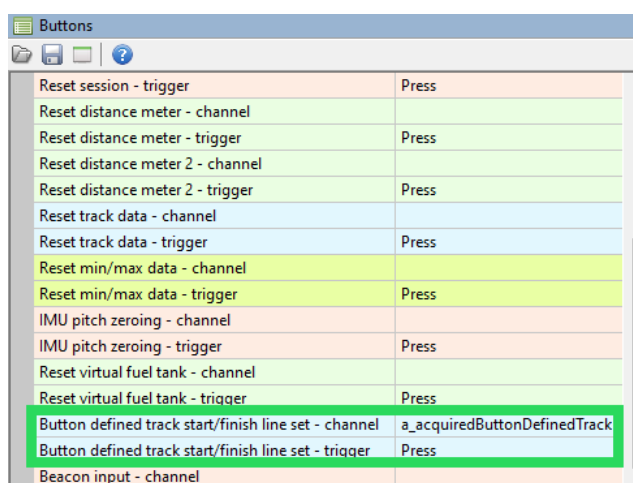 Buttons
Reset session - trigger Press
Reset distance meter - channel
Reset distance meter - trigger Press
Reset distance meter 2 - channel
Reset distance meter 2 - trigger Press
Reset track data - channel
Reset track data - trigger Press
Reset min/max data - channel
Reset min/max data - trigger Press
IMU pitch zeroing - channel
IMU pitch zeroing - trigger Press
Reset virtual fuel tank - channel
Reset virtual fuel tank - trigger Press
Button defined track start/finish line set - channel a_acquiredButtonDefinedTrack
Button defined track start/finish line set - trigger Press
Beacon input - channel